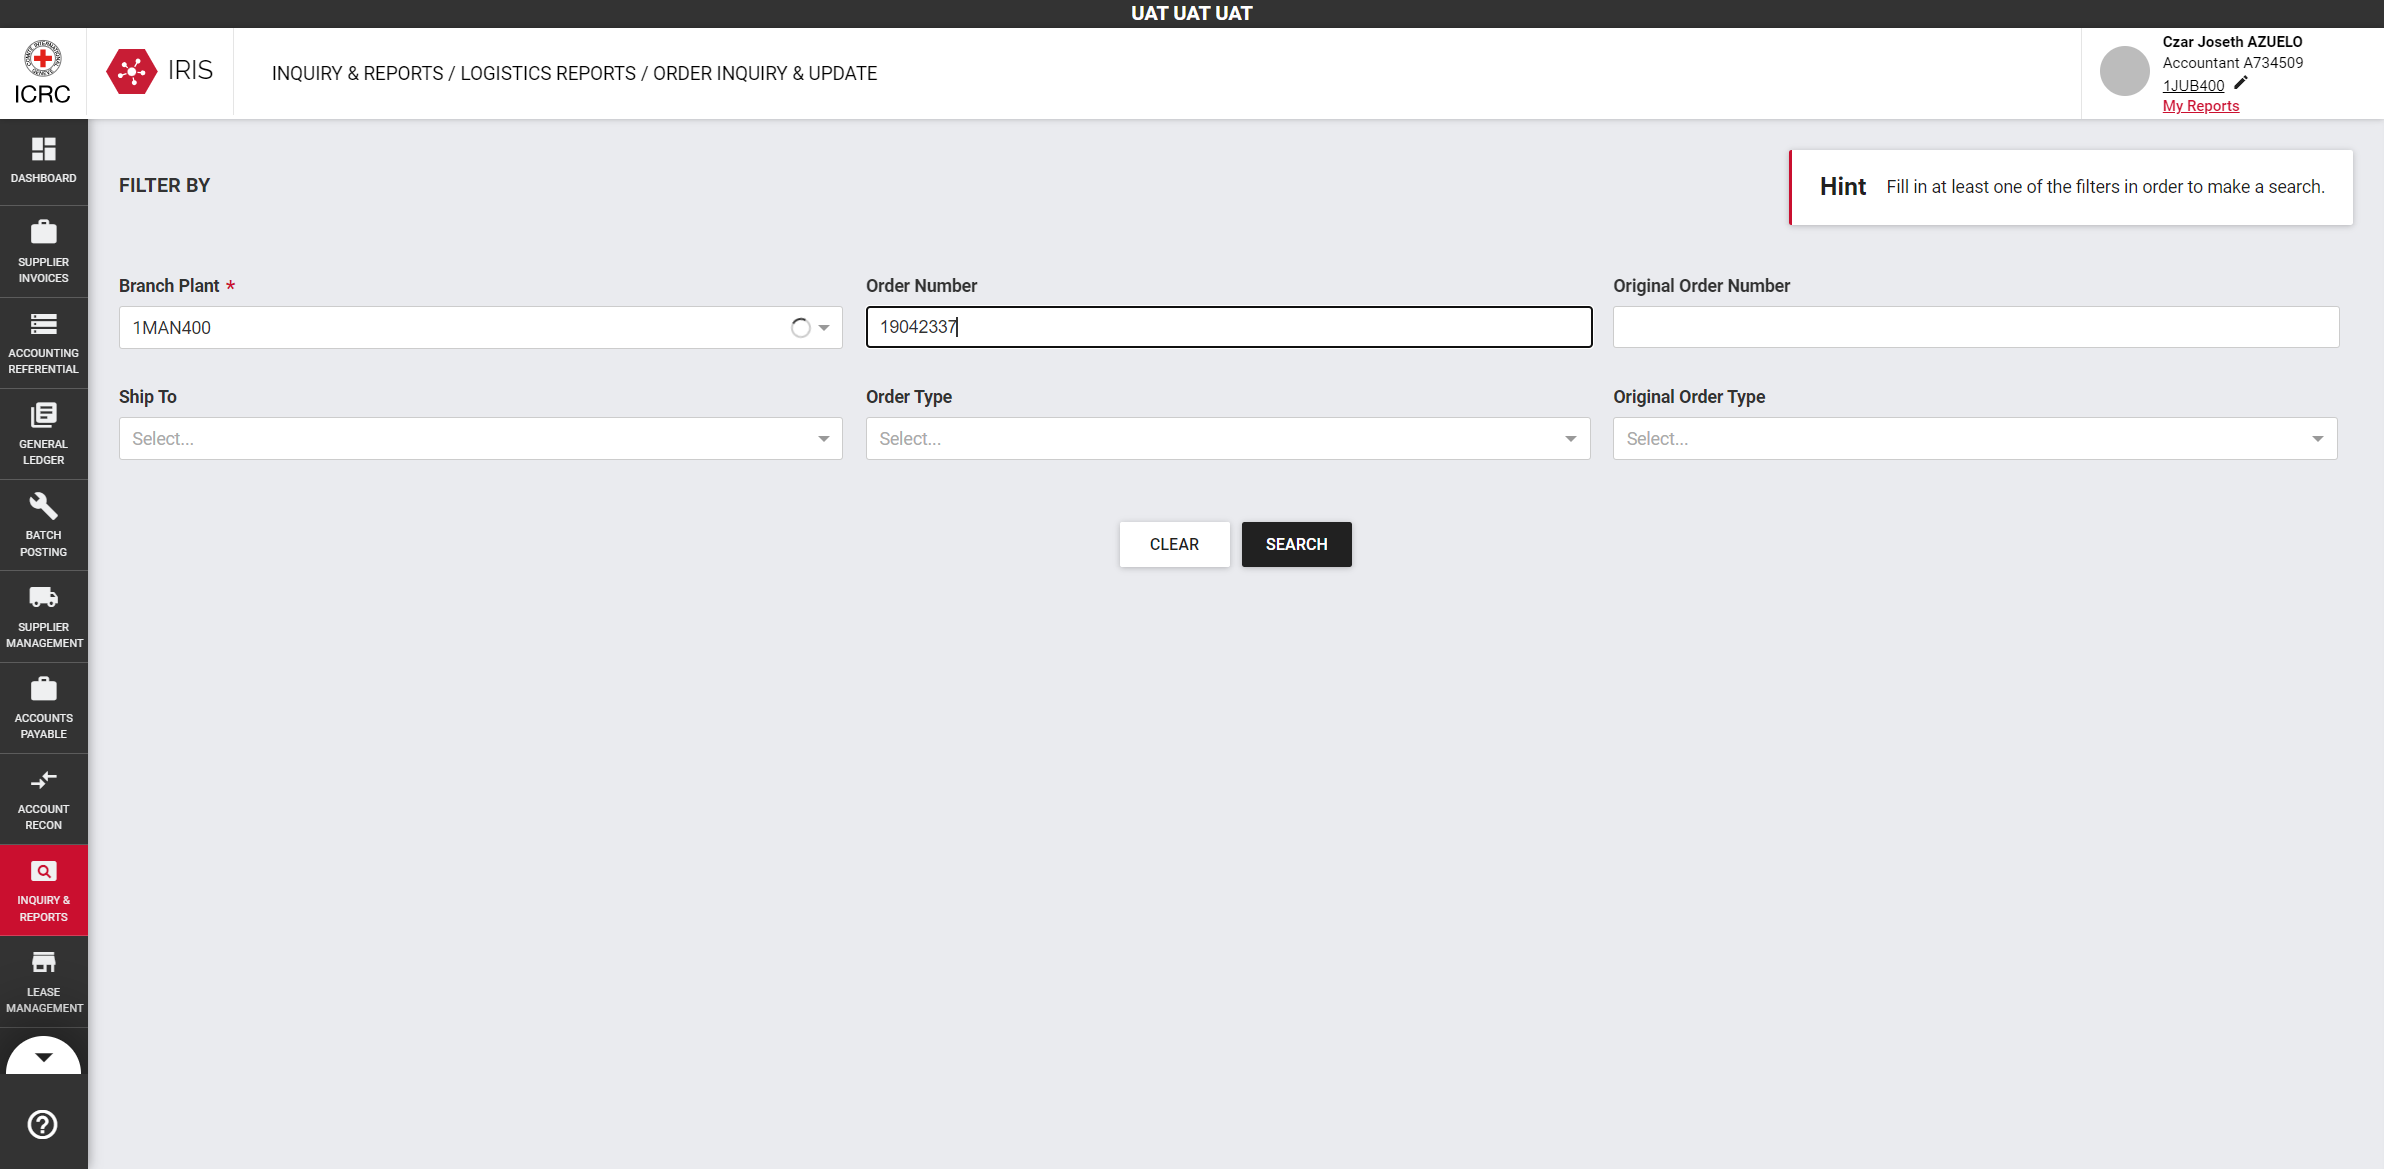 UAT UAT UAT
ICRC
IRIS
INQUIRY & REPORTS / LOGISTICS REPORTS / ORDER INQUIRY & UPDATE
Czar Joseth AZUELO
Accountant A734509
1JUB400
My Reports
DASHBOARD
SUPPLIER
INVOICES
ACCOUNTING
REFERENTIAL
GENERAL
LEDGER
BATCH
POSTING
SUPPLIER
MANAGEMENT
ACCOUNTS
PAYABLE
ACCOUNT
RECON
INQUIRY &
REPORTS
LEASE
MANAGEMENT
FILTER BY
Hint Fill in at least one of the filters in order to make a search.
Branch Plant *
1MAN400
Order Number
19042337
Original Order Number
Ship To
Select...
Order Type
Select...
Original Order Type
Select...
CLEAR
SEARCH